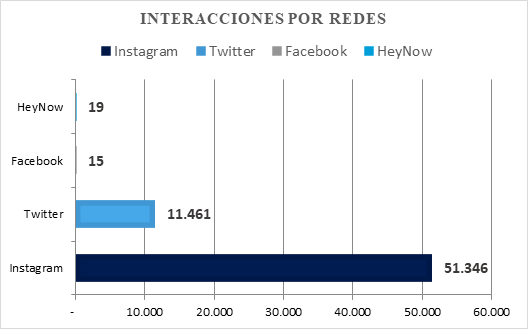 INTERACCIONES POR REDES
Instagram Twitter Facebook HeyNow
HeyNow 19
Facebook 15
Twitter 11.461
Instagram 51.346
- 10.000 20.000 30.000 40.000 50.000 60.000